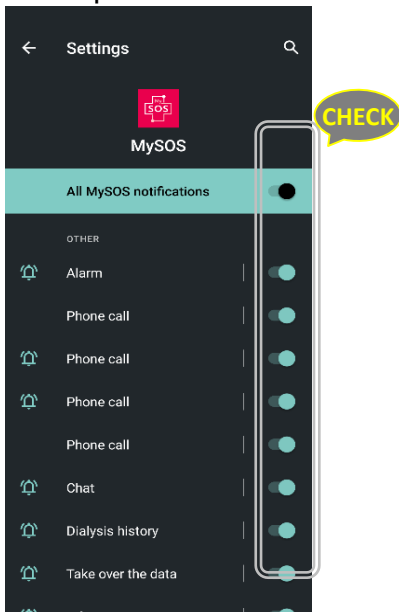 Settings
My
SOS
CHECK
MySOS
All MySOS notifications
OTHER
Alarm
Phone call
Phone call
Phone call
Phone call
Chat
Dialysis history
Take over the data